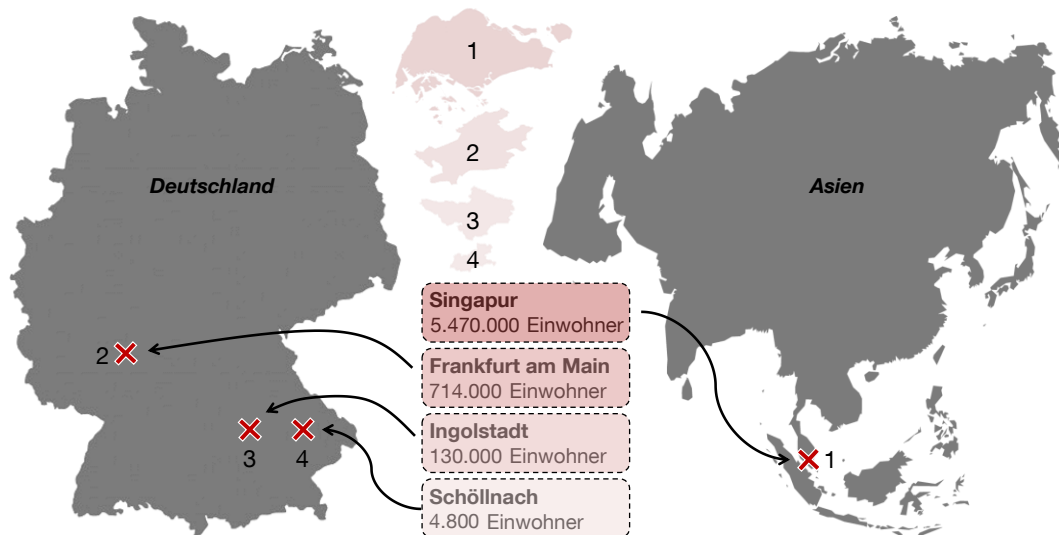 1
2
3
4
Deutschland
Asien
Singapur
5.470.000 Einwohner
Frankfurt am Main
714.000 Einwohner
Ingolstadt
130.000 Einwohner
Schöllnach
4.800 Einwohner
2
3
4
1